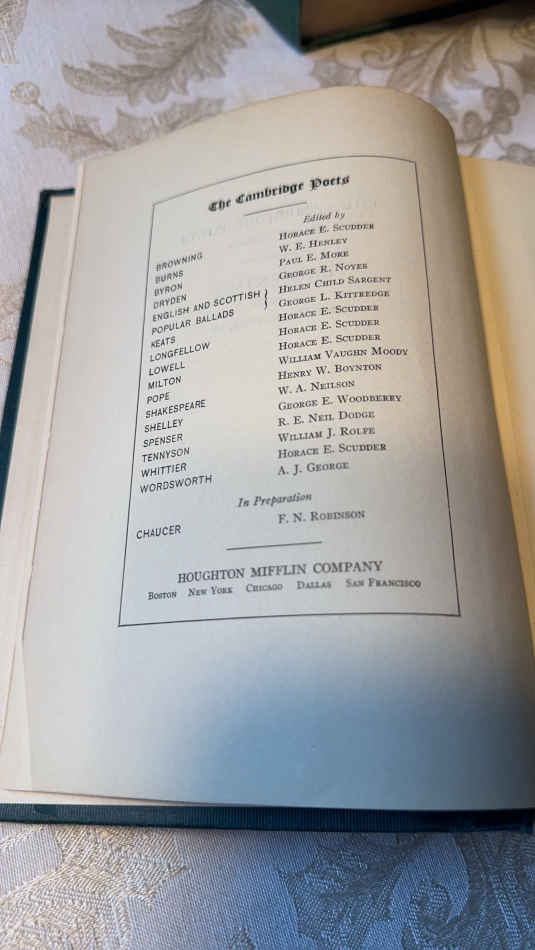 The Cambridge Poets
Edited by
BROWNING HORACE E. SCUDDER
BURNS W. E. HENLEY
BYRON PAUL E. MORE
DRYDEN GEORGE R. NOYES
ENGLISH AND SCOTTISH } HELEN CHILD SARGENT
POPULAR BALLADS } GEORGE L. KITTREDGE
KEATS HORACE E. SCUDDER
LONGFELLOW HORACE E. SCUDDER
LOWELL HORACE E. SCUDDER
MILTON WILLIAM VAUGHN MOODY
POPE HENRY W. BOYNTON
SHAKESPEARE W. A. NEILSON
SHELLEY GEORGE E. WOODBERRY
SPENSER R. E. NEIL DODGE
TENNYSON WILLIAM J. ROLFE
WHITTIER HORACE E. SCUDDER
WORDSWORTH A. J. GEORGE
In Preparation
CHAUCER F. N. ROBINSON
HOUGHTON MIFFLIN COMPANY
BOSTON NEW YORK CHICAGO DALLAS SAN FRANCISCO